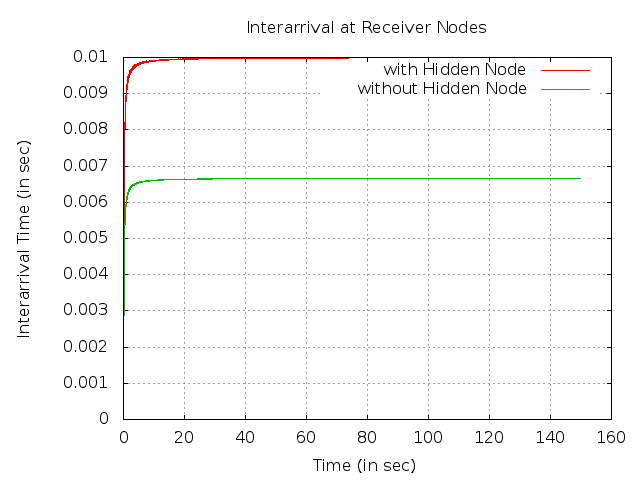 Interarrival at Receiver Nodes
with Hidden Node
without Hidden Node
Interarrival Time (in sec)
0.01
0.009
0.008
0.007
0.006
0.005
0.004
0.003
0.002
0.001
0
0 20 40 60 80 100 120 140 160
Time (in sec)